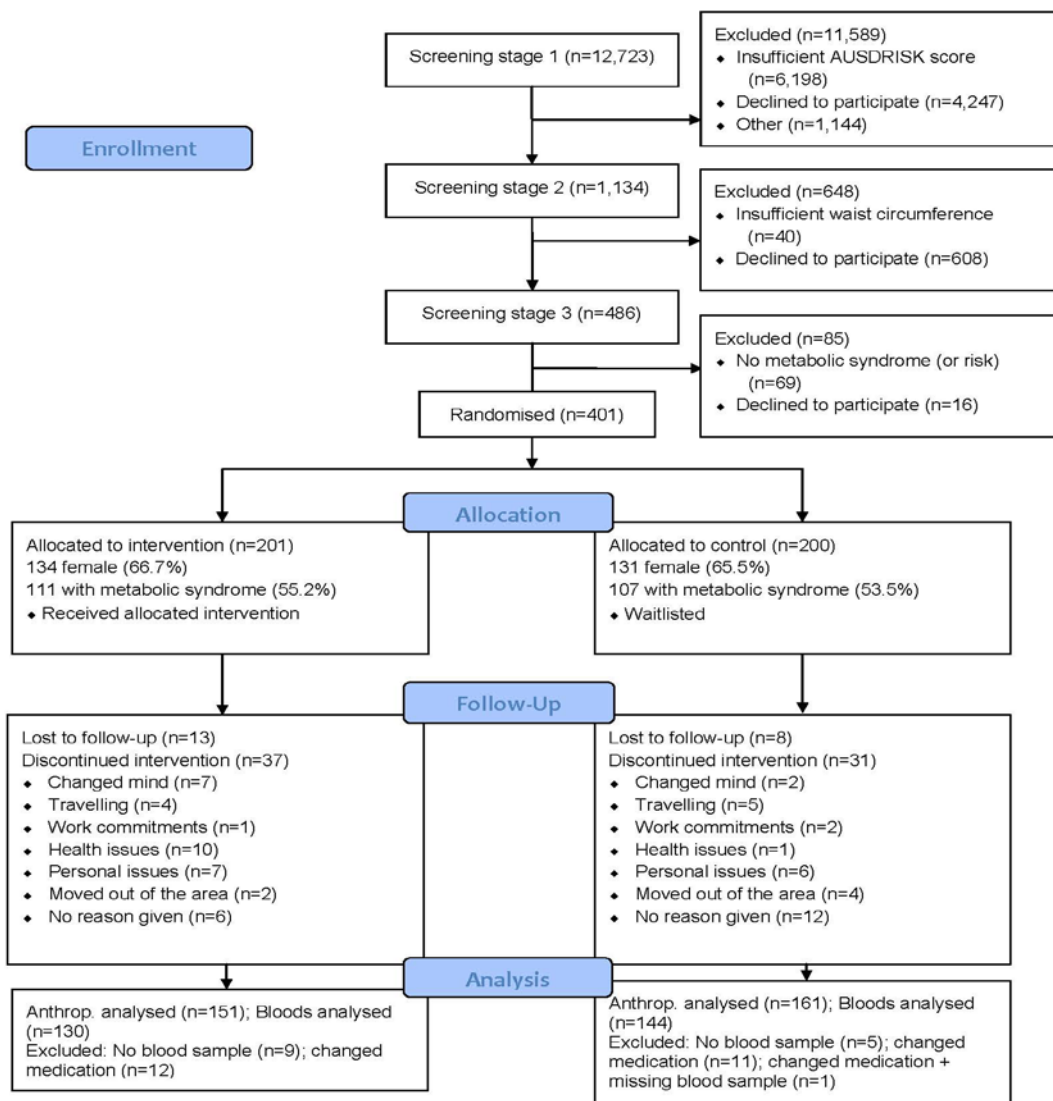 Screening stage 1 (n=12,723)
Excluded (n=11,589)
♦ Insufficient AUSDRISK score
(n=6,198)
♦ Declined to participate (n=4,247)
♦ Other (n=1,144)
Enrollment
Screening stage 2 (n=1,134)
Excluded (n=648)
♦ Insufficient waist circumference
(n=40)
♦ Declined to participate (n=608)
Screening stage 3 (n=486)
Excluded (n=85)
♦ No metabolic syndrome (or risk)
(n=69)
♦ Declined to participate (n=16)
Randomised (n=401)
Allocation
Allocated to intervention (n=201)
134 female (66.7%)
111 with metabolic syndrome (55.2%)
♦ Received allocated intervention
Allocated to control (n=200)
131 female (65.5%)
107 with metabolic syndrome (53.5%)
♦ Waitlisted
Follow-Up
Lost to follow-up (n=13)
Discontinued intervention (n=37)
♦ Changed mind (n=7)
♦ Travelling (n=4)
♦ Work commitments (n=1)
♦ Health issues (n=10)
♦ Personal issues (n=7)
♦ Moved out of the area (n=2)
♦ No reason given (n=6)
Lost to follow-up (n=8)
Discontinued intervention (n=31)
♦ Changed mind (n=2)
♦ Travelling (n=5)
♦ Work commitments (n=2)
♦ Health issues (n=1)
♦ Personal issues (n=6)
♦ Moved out of the area (n=4)
♦ No reason given (n=12)
Analysis
Anthrop. analysed (n=151); Bloods analysed
(n=130)
Excluded: No blood sample (n=9); changed
medication (n=12)
Anthrop. analysed (n=161); Bloods analysed
(n=144)
Excluded: No blood sample (n=5); changed
medication (n=11); changed medication +
missing blood sample (n=1)